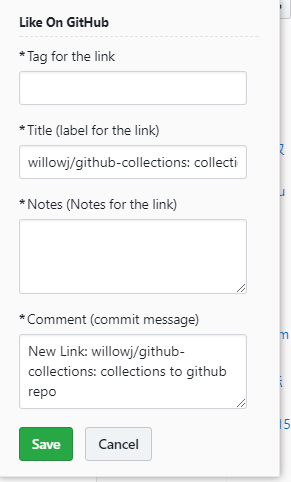 Like On GitHub
*Tag for the link
*Title (label for the link)
willowj/github-collections: collecti
*Notes (Notes for the link)
*Comment (commit message)
New Link: willowj/github-
collections: collections to github
repo
Save
Cancel